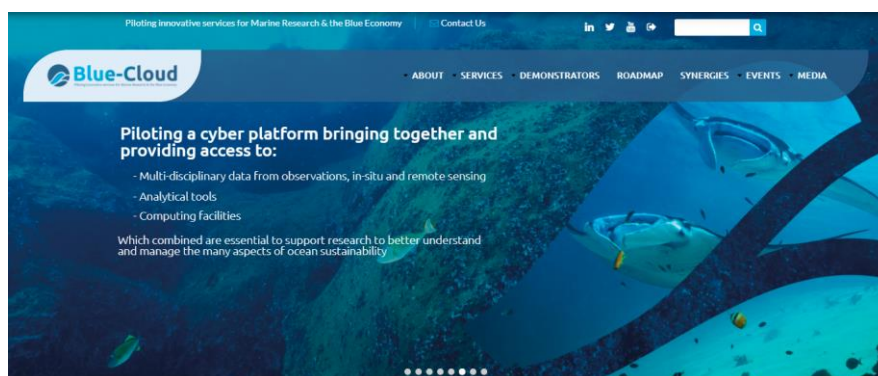 Piloting innovative services for Marine Research & the Blue Economy
Contact Us
Blue-Cloud
ABOUT SERVICES DEMONSTRATORS ROADMAP SYNERGIES EVENTS MEDIA
Piloting a cyber platform bringing together and
providing access to:
- Multi-disciplinary data from observations, in-situ and remote sensing
- Analytical tools
- Computing facilities
Which combined are essential to support research to better understand
and manage the many aspects of ocean sustainability